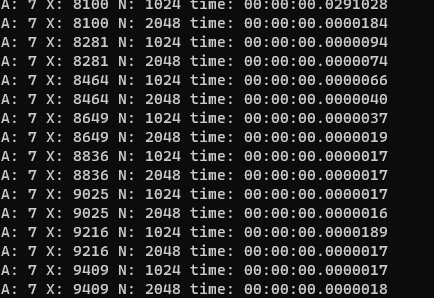 A: 7 X: 8100 N: 1024 time: 00:00:00.0291028
A: 7 X: 8100 N: 2048 time: 00:00:00.0000184
A: 7 X: 8281 N: 1024 time: 00:00:00.0000094
A: 7 X: 8281 N: 2048 time: 00:00:00.0000074
A: 7 X: 8464 N: 1024 time: 00:00:00.0000066
A: 7 X: 8464 N: 2048 time: 00:00:00.0000040
A: 7 X: 8649 N: 1024 time: 00:00:00.0000037
A: 7 X: 8649 N: 2048 time: 00:00:00.0000019
A: 7 X: 8836 N: 1024 time: 00:00:00.0000017
A: 7 X: 8836 N: 2048 time: 00:00:00.0000017
A: 7 X: 9025 N: 1024 time: 00:00:00.0000017
A: 7 X: 9025 N: 2048 time: 00:00:00.0000016
A: 7 X: 9216 N: 1024 time: 00:00:00.0000189
A: 7 X: 9216 N: 2048 time: 00:00:00.0000017
A: 7 X: 9409 N: 1024 time: 00:00:00.0000017
A: 7 X: 9409 N: 2048 time: 00:00:00.0000018